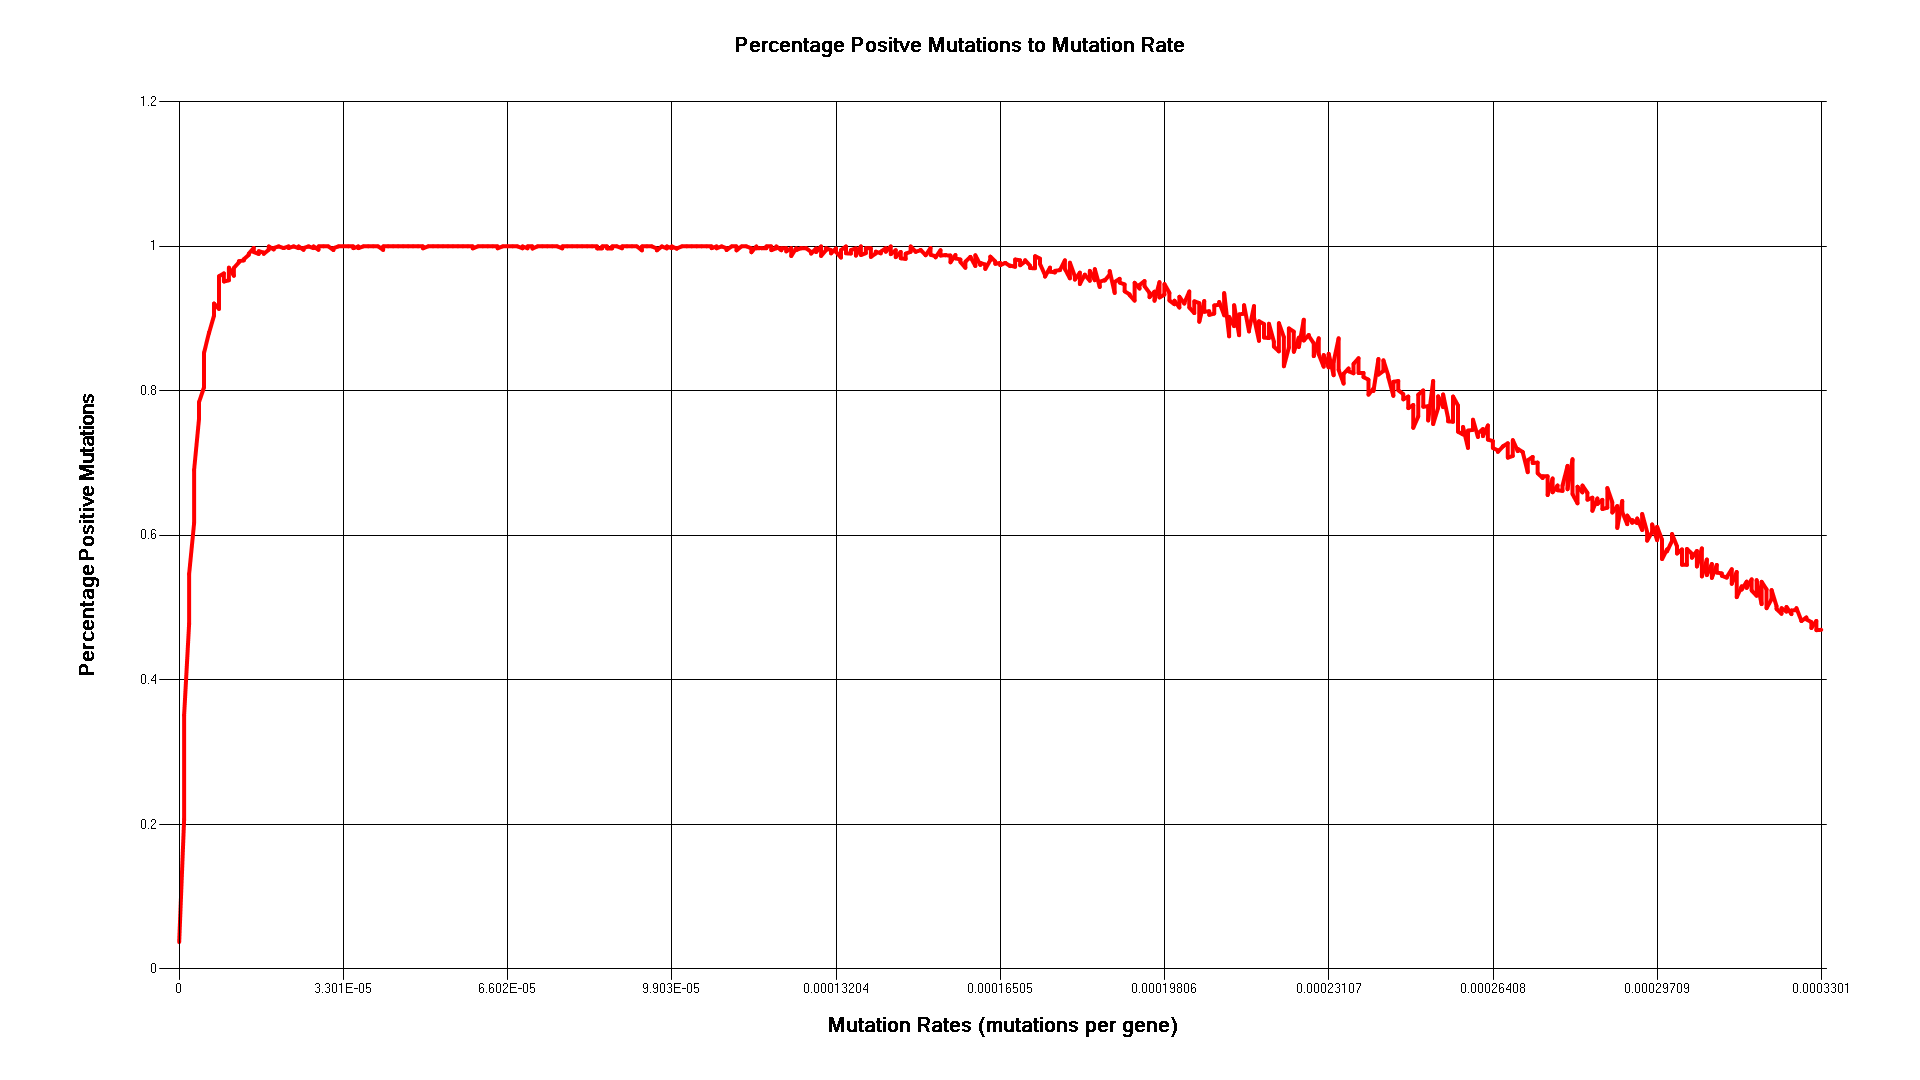 Percentage Positve Mutations to Mutation Rate
1.2
1
0.8
0.6
0.4
0.2
0
Percentage Positive Mutations
0 3.301E-05 6.602E-05 9.903E-05 0.00013204 0.00016505 0.00019806 0.00023107 0.00026408 0.00029709 0.0003301
Mutation Rates (mutations per gene)